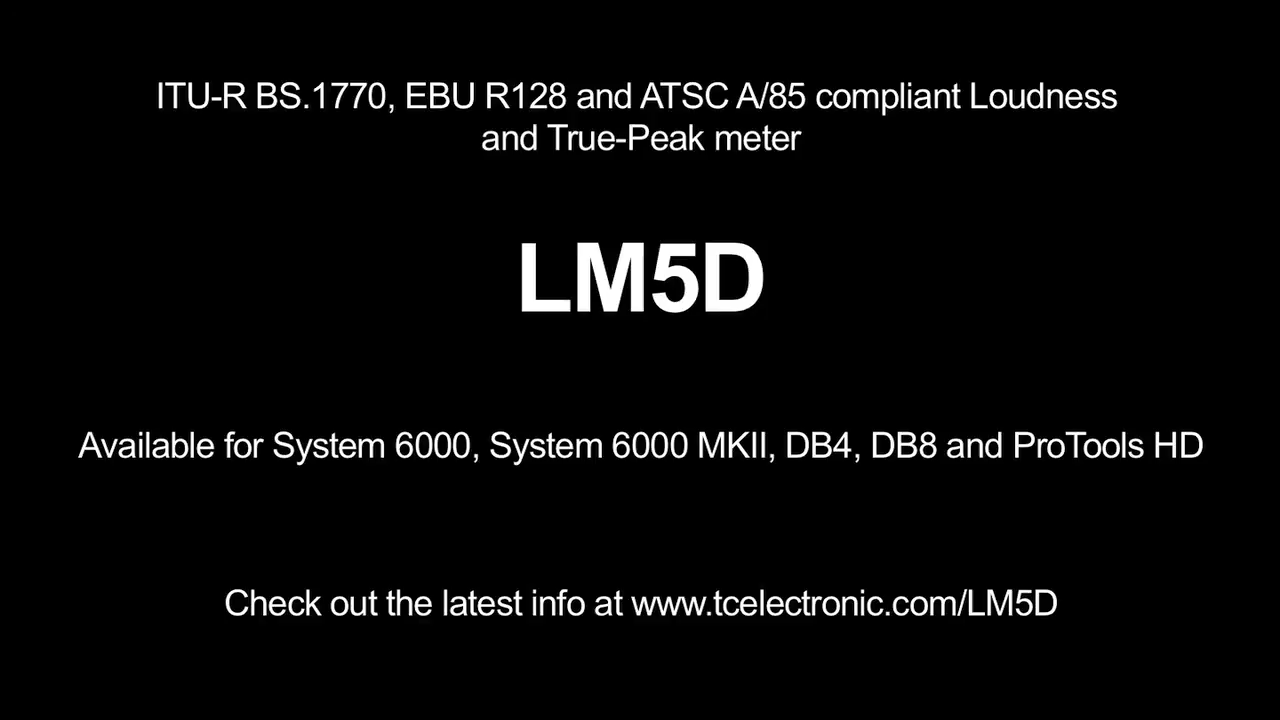 ITU-R BS.1770, EBU R128 and ATSC A/85 compliant Loudness
and True-Peak meter
LM5D
Available for System 6000, System 6000 MKII, DB4, DB8 and ProTools HD
Check out the latest info at www.tcelectronic.com/LM5D